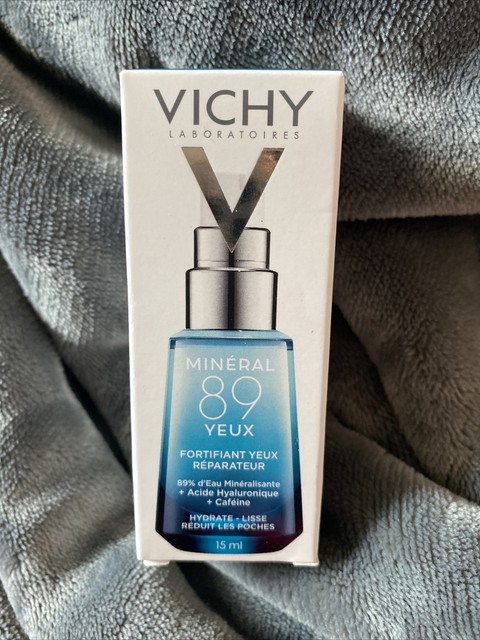 VICHY
LABORATOIRES
MINÉRAL
89
YEUX
FORTIFIANT YEUX
RÉPARATEUR
89% d'Eau Minéralisante
+ Acide Hyaluronique
+ Caféine
HYDRATE - LISSE
RÉDUIT LES POCHES
15 ml